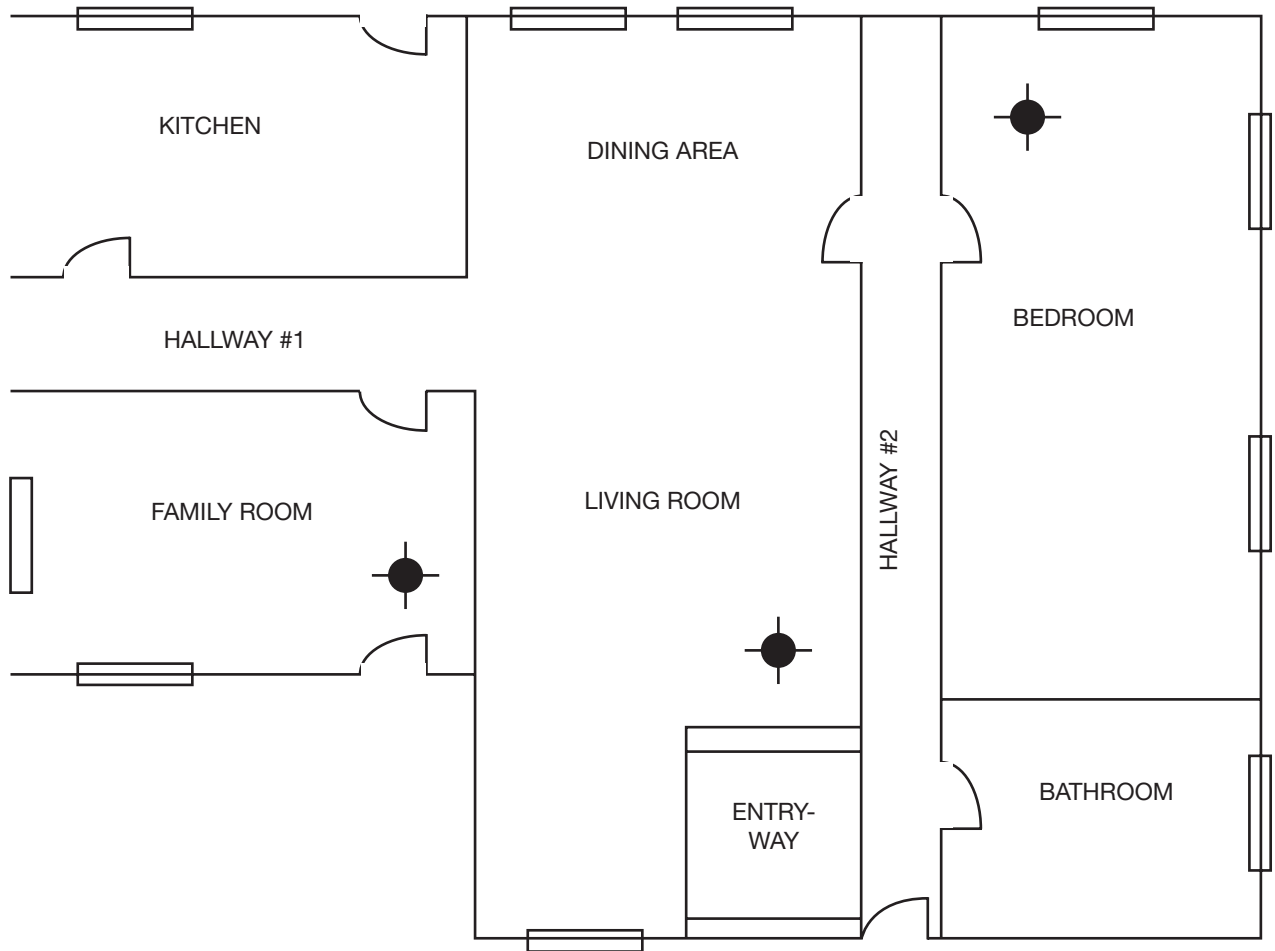 KITCHEN
DINING AREA
HALLWAY #1
BEDROOM
FAMILY ROOM
LIVING ROOM
HALLWAY #2
ENTRY-
WAY
BATHROOM